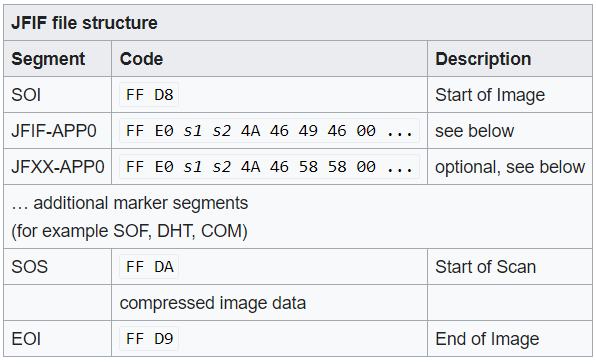 JFIF file structure
Segment Code Description
SOI FF D8 Start of Image
JFIF-APP0 FF E0 s1 s2 4A 46 49 46 00 ... see below
JFXX-APP0 FF E0 s1 s2 4A 46 58 58 00 ... optional, see below
… additional marker segments
(for example SOF, DHT, COM)
SOS FF DA Start of Scan
compressed image data
EOI FF D9 End of Image